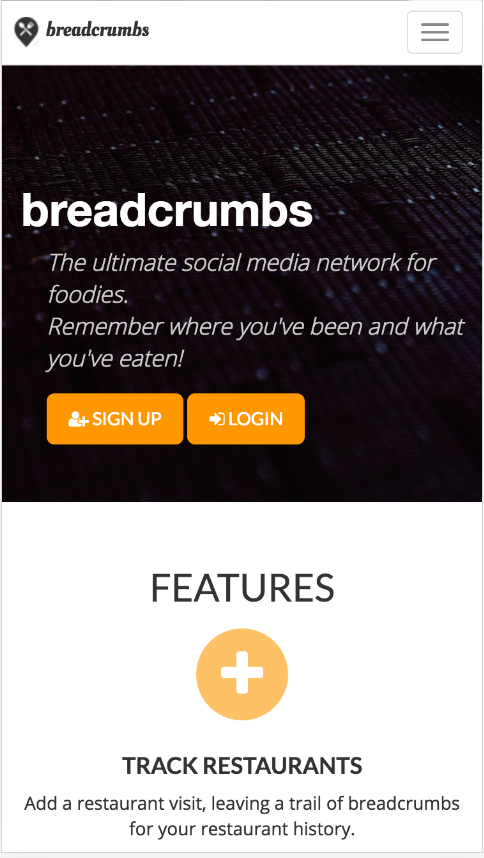 breadcrumbs
breadcrumbs
The ultimate social media network for
foodies.
Remember where you've been and what
you've eaten!
SIGN UP LOGIN
FEATURES
TRACK RESTAURANTS
Add a restaurant visit, leaving a trail of breadcrumbs
for your restaurant history.